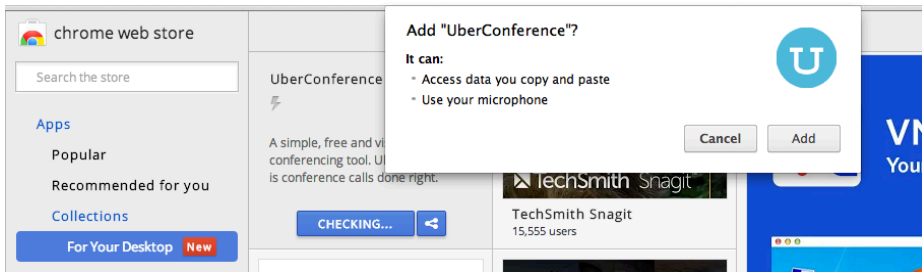 chrome web store
Search the store
Apps
Popular
Recommended for you
Collections
For Your Desktop New
UberConference
A simple, free and
conferencing tool.
is conference calls done right.
CHECKING...
Add "UberConference"?
It can:
Access data you copy and paste
Use your microphone
Cancel
Add
U
TechSmith Snagit
TechSmith Snagit
15,555 users